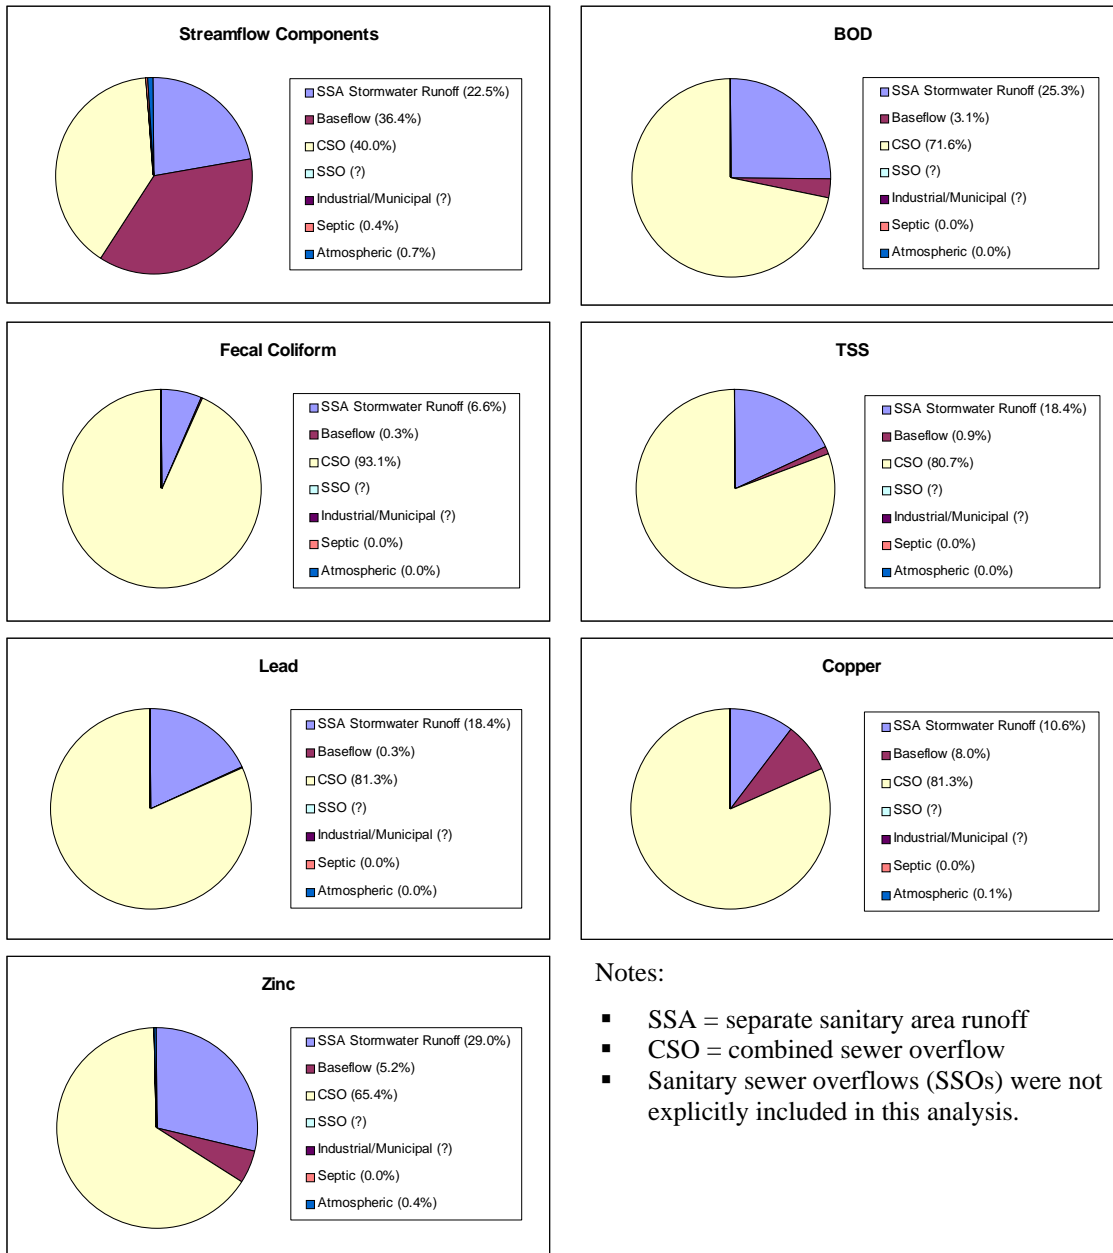 Streamflow Components
SSA Stormwater Runoff (22.5%)
Baseflow (36.4%)
CSO (40.0%)
SSO (?)
Industrial/Municipal (?)
Septic (0.4%)
Atmospheric (0.7%)
BOD
SSA Stormwater Runoff (25.3%)
Baseflow (3.1%)
CSO (71.6%)
SSO (?)
Industrial/Municipal (?)
Septic (0.0%)
Atmospheric (0.0%)
Fecal Coliform
SSA Stormwater Runoff (6.6%)
Baseflow (0.3%)
CSO (93.1%)
SSO (?)
Industrial/Municipal (?)
Septic (0.0%)
Atmospheric (0.0%)
TSS
SSA Stormwater Runoff (18.4%)
Baseflow (0.9%)
CSO (80.7%)
SSO (?)
Industrial/Municipal (?)
Septic (0.0%)
Atmospheric (0.0%)
Lead
SSA Stormwater Runoff (18.4%)
Baseflow (0.3%)
CSO (81.3%)
SSO (?)
Industrial/Municipal (?)
Septic (0.0%)
Atmospheric (0.0%)
Copper
SSA Stormwater Runoff (10.6%)
Baseflow (8.0%)
CSO (81.3%)
SSO (?)
Industrial/Municipal (?)
Septic (0.0%)
Atmospheric (0.1%)
Zinc
SSA Stormwater Runoff (29.0%)
Baseflow (5.2%)
CSO (65.4%)
SSO (?)
Industrial/Municipal (?)
Septic (0.0%)
Atmospheric (0.4%)
Notes:
▪ SSA = separate sanitary area runoff
▪ CSO = combined sewer overflow
▪ Sanitary sewer overflows (SSOs) were not
explicitly included in this analysis.